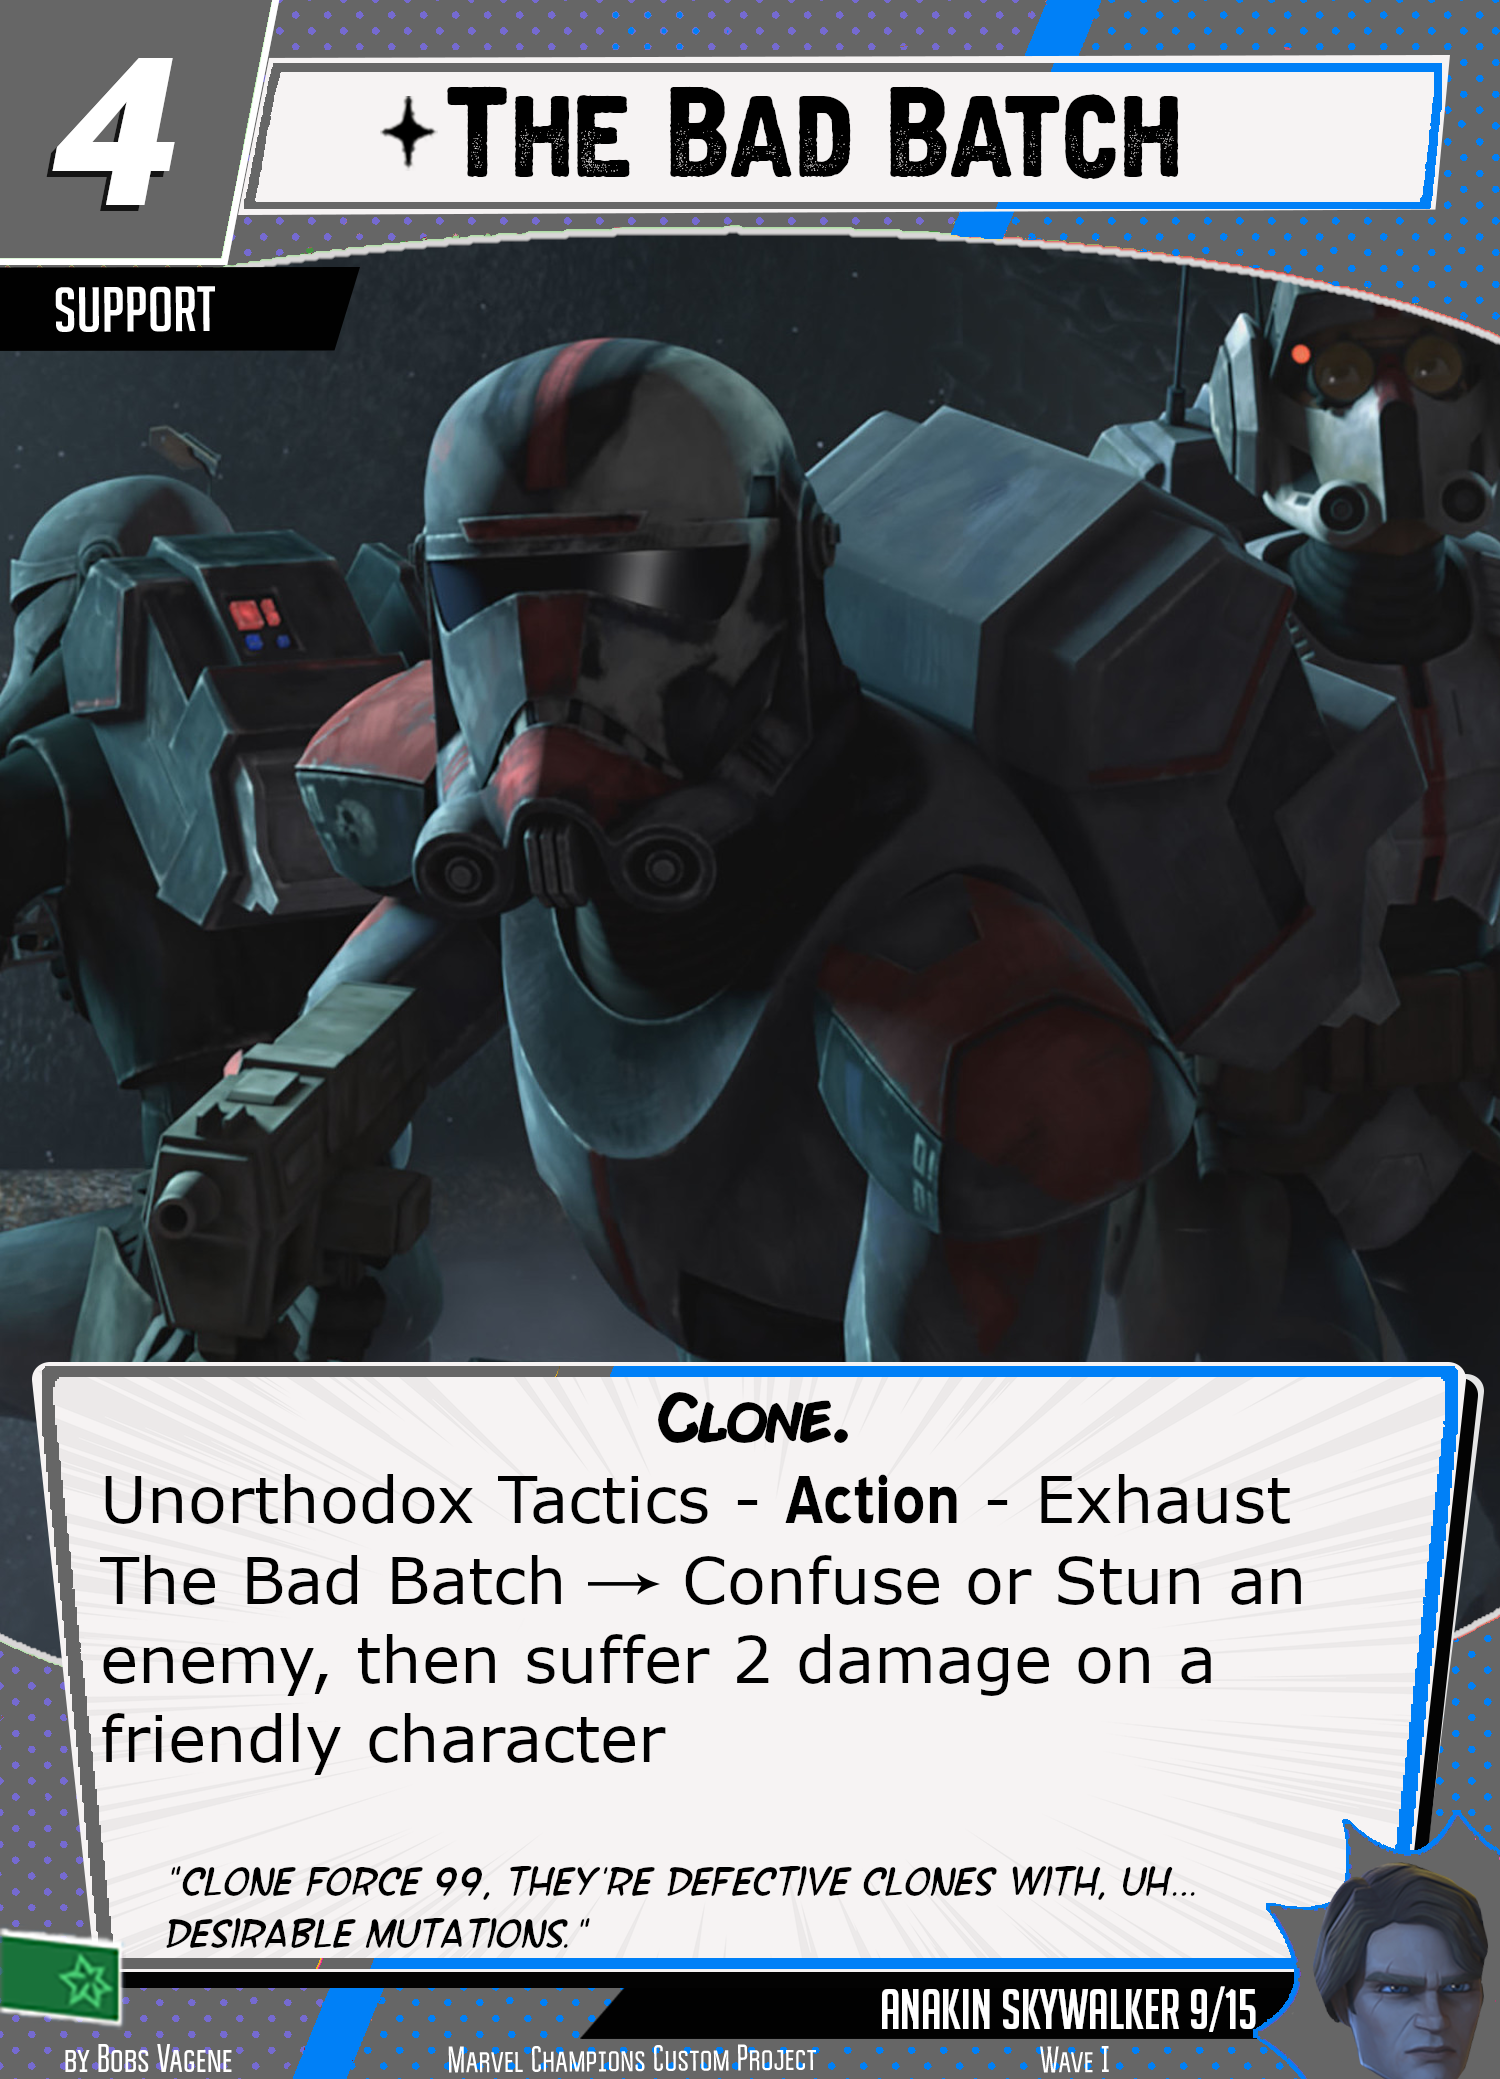 4
THE BAD BATCH
SUPPORT
CLONE.
Unorthodox Tactics - Action - Exhaust
The Bad Batch → Confuse or Stun an
enemy, then suffer 2 damage on a
friendly character
"CLONE FORCE 99, THEY'RE DEFECTIVE CLONES WITH, UH...
DESIRABLE MUTATIONS."
ANAKIN SKYWALKER 9/15
BY BOBS VAGENE MARVEL CHAMPIONS CUSTOM PROJECT WAVE I